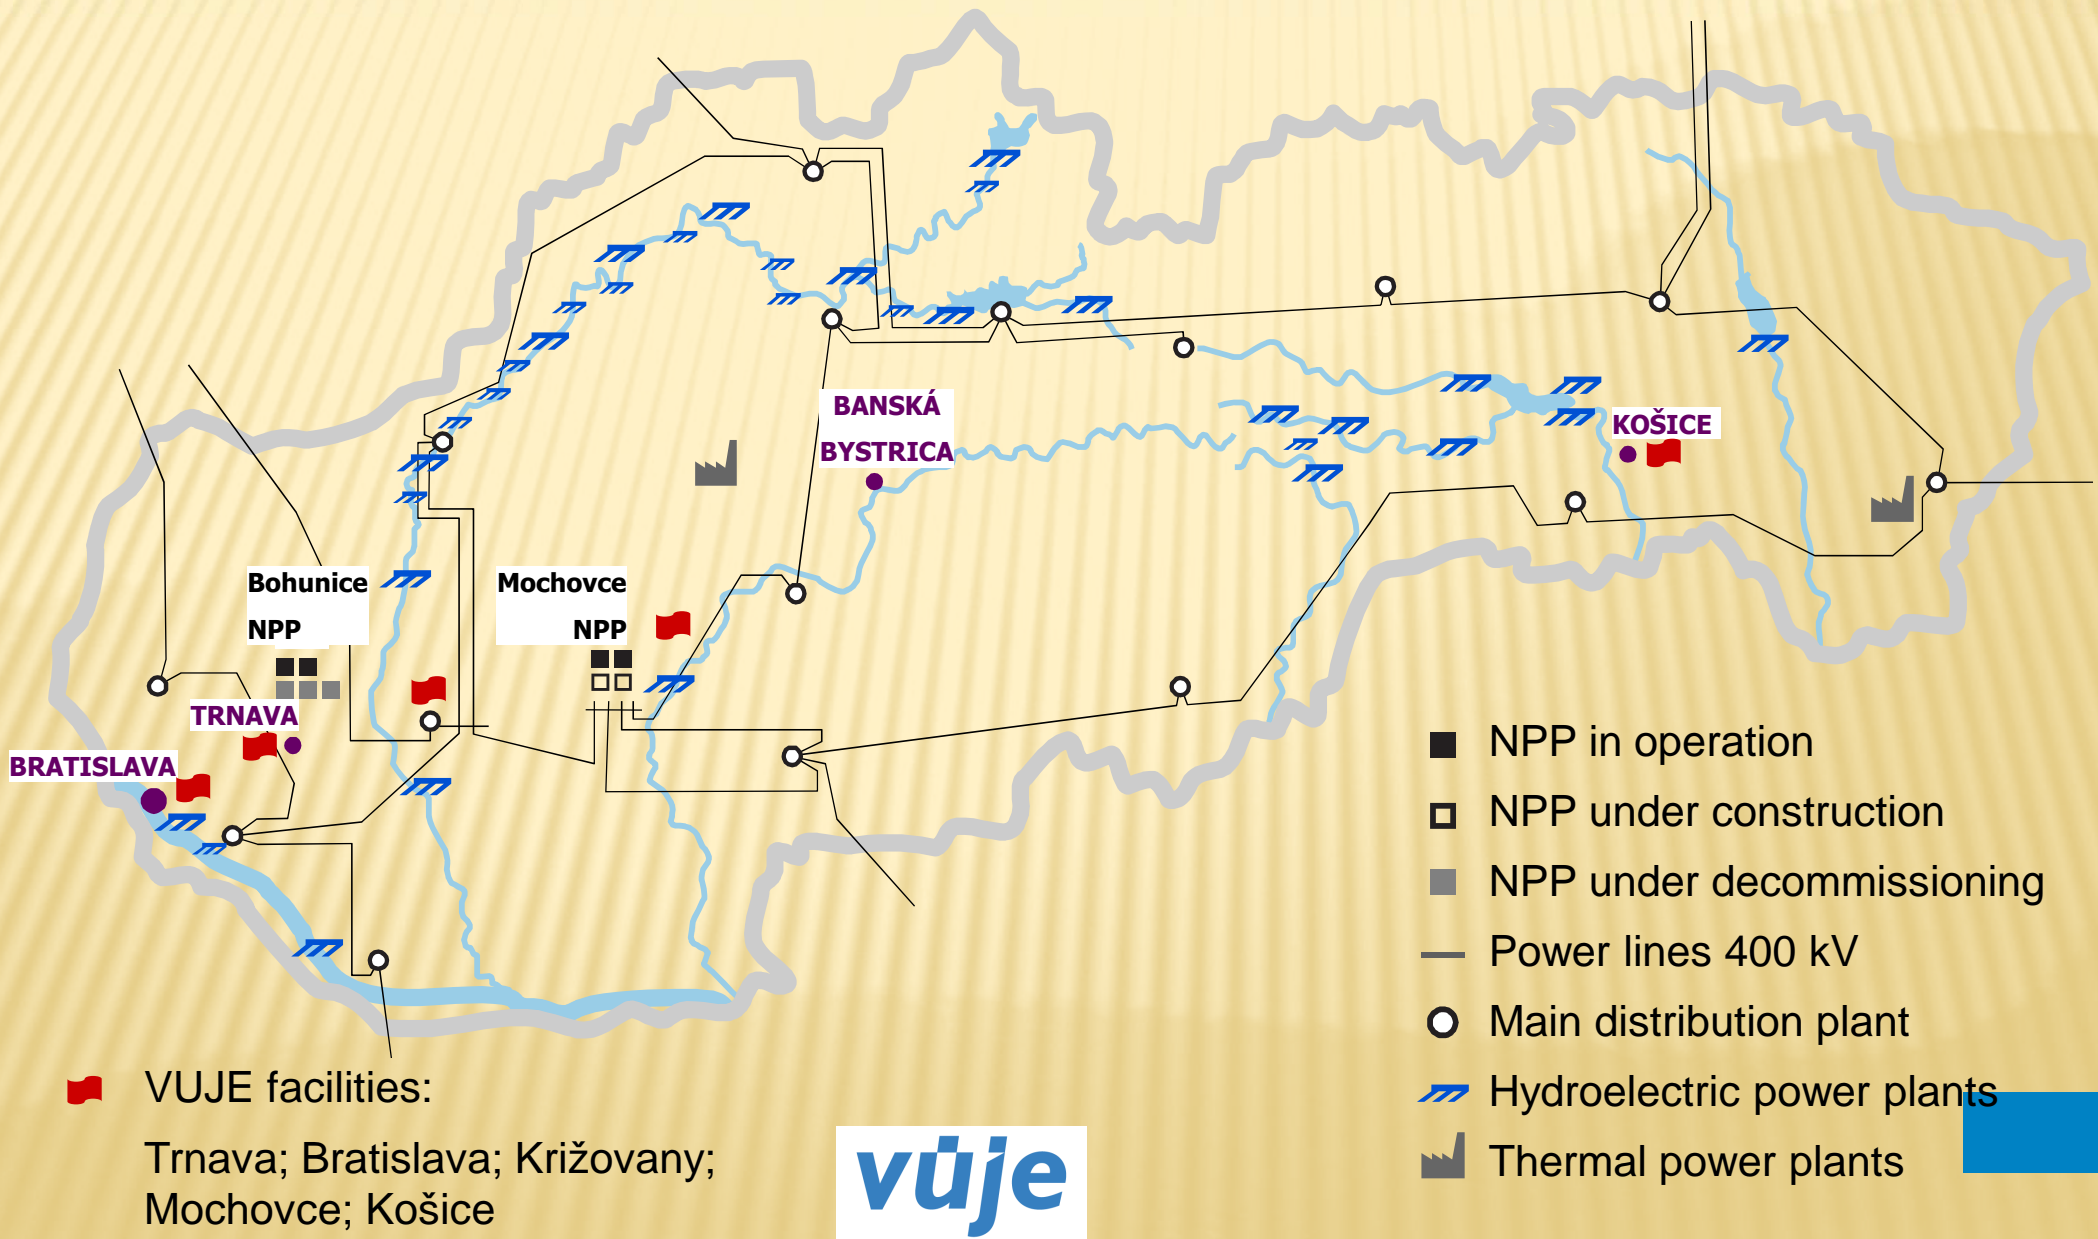 BANSKÁ
BYSTRICA
KOŠICE
Bohunice
NPP
Mochovce
NPP
TRNAVA
BRATISLAVA
NPP in operation
NPP under construction
NPP under decommissioning
Power lines 400 kV
Main distribution plant
Hydroelectric power plants
Thermal power plants
VUJE facilities:
Trnava; Bratislava; Križovany;
Mochovce; Košice
vúje